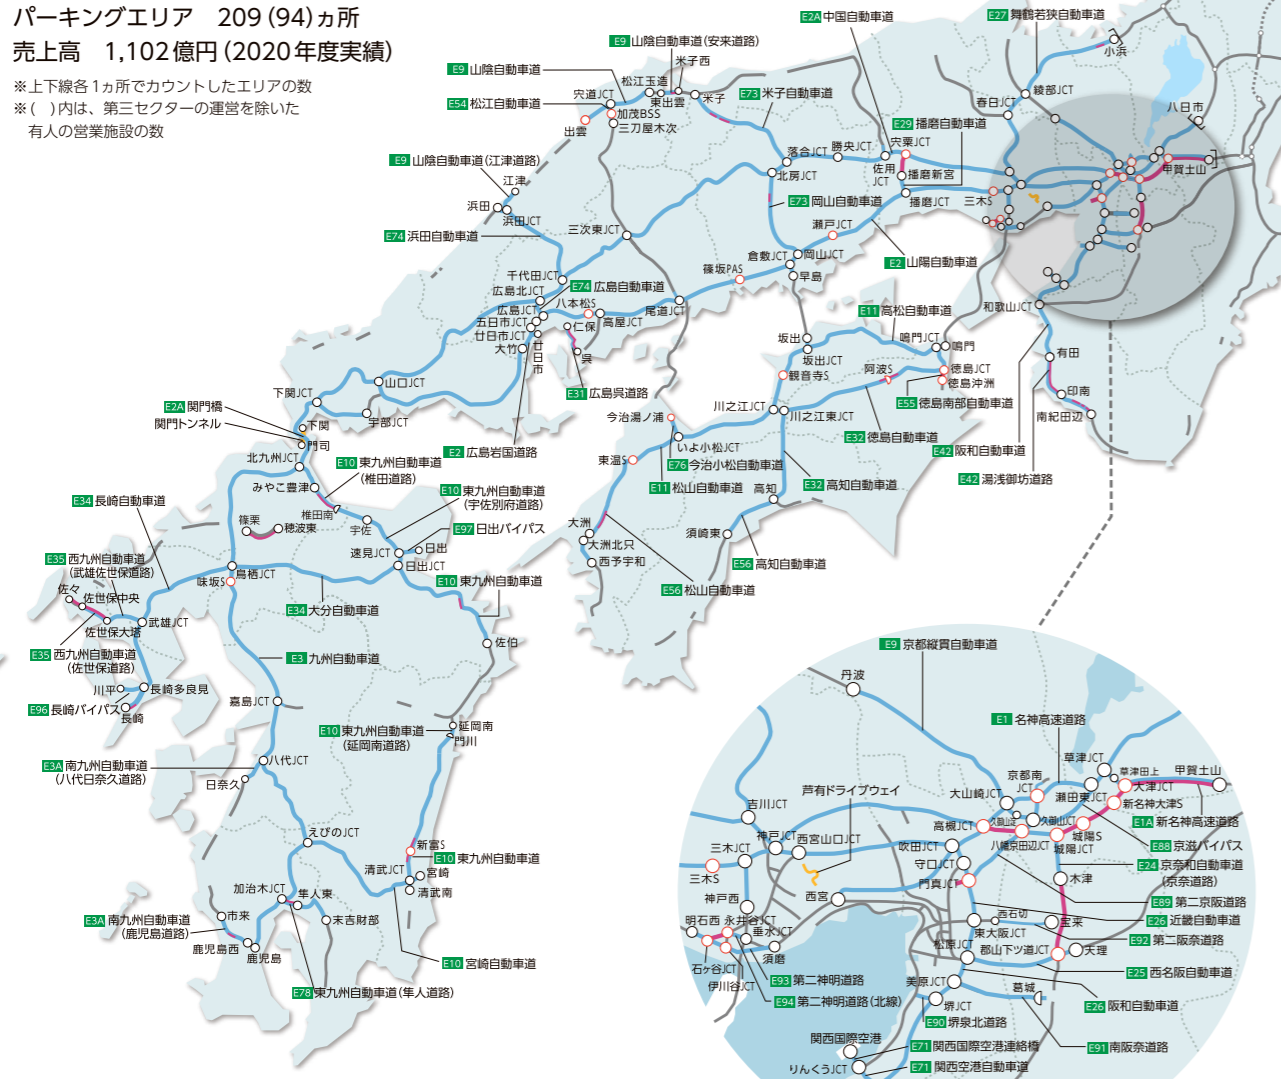 パーキングエリア 209(94)ヵ所
売上高 1,102億円(2020年度実績)
※上下線各1ヵ所でカウントしたエリアの数
※( )内は、第三セクターの運営を除いた
有人の営業施設の数
E2A 中国自動車道
E27 舞鶴若狭自動車道
小浜
E9 山陰自動車道(安来道路)
米子西
E9 山陰自動車道
松江玉造
東出雲
米子
E73 米子自動車道
綾部JCT
春日JCT
八日市
E54 松江自動車道
宍道JCT
加茂BSS
三刀屋木次
出雲
E29 播磨自動車道
落合JCT
勝央JCT
宍粟JCT
佐用
JCT
播磨新宮
甲賀土山
E9 山陰自動車道(江津道路)
江津
北房JCT
播磨JCT
三木S
浜田
浜田JCT
E73 岡山自動車道
瀬戸JCT
E74 浜田自動車道
三次東JCT
倉敷JCT
岡山JCT
E2 山陽自動車道
篠坂PAS
早島
千代田JCT
E74 広島自動車道
広島北JCT
広島JCT
八本松S
高屋JCT
尾道JCT
五日市JCT
廿日市JCT
仁保
大竹
廿日市
呉
E31 広島呉道路
和歌山JCT
E11 高松自動車道
坂出
坂出JCT
鳴門JCT
鳴門
有田
観音寺S
阿波S
徳島JCT
徳島沖洲
印南
南紀田辺
山口JCT
下関JCT
宇部JCT
E2A 関門橋
関門トンネル
下関
門司
今治湯ノ浦
川之江JCT
川之江東JCT
E55 徳島南部自動車道
いよ小松JCT
E32 徳島自動車道
E42 阪和自動車道
E2 広島岩国道路
北九州JCT
E10 東九州自動車道
(椎田道路)
東温S
E76 今治小松自動車道
E42 湯浅御坊道路
みやこ豊津
E10 東九州自動車道
(宇佐別府道路)
E11 松山自動車道
高知
E32 高知自動車道
E34 長崎自動車道
椎田南
篠栗
穂波東
宇佐
E97 日出バイパス
大洲
須崎東
大洲北只
西予宇和
速見JCT
日出
日出JCT
E56 高知自動車道
E35 西九州自動車道
(武雄佐世保道路)
味坂S
鳥栖JCT
E10 東九州自動車道
E56 松山自動車道
佐々
佐世保中央
佐世保大塔
武雄JCT
E34 大分自動車道
E35 西九州自動車道
(佐世保道路)
佐伯
E3 九州自動車道
川平
長崎多良見
E96 長崎バイパス
長崎
嘉島JCT
E10 東九州自動車道
(延岡南道路)
延岡南
門川
E3A 南九州自動車道
(八代日奈久道路)
八代JCT
日奈久
えびのJCT
新富S
E10 東九州自動車道
清武JCT
宮崎
清武南
加治木JCT
隼人東
E3A 南九州自動車道
(鹿児島道路)
市来
末吉財部
鹿児島西
鹿児島
E10 宮崎自動車道
E78 東九州自動車道(隼人道路)
E9 京都縦貫自動車道
丹波
E1 名神高速道路
草津JCT
草津田上
甲賀土山
芦有ドライブウェイ
京都南
JCT
瀬田東JCT
大津JCT
吉川JCT
大山崎JCT
新名神大津S
E1A 新名神高速道路
高槻JCT
久御山淀
久御山JCT
城陽S
神戸JCT
西宮山口JCT
吹田JCT
八幡京田辺JCT
城陽JCT
E88 京滋バイパス
三木JCT
守口JCT
E24 京奈和自動車道
(京奈道路)
三木S
門真JCT
木津
神戸西
西宮
E89 第二京阪道路
西石切
宝来
E26 近畿自動車道
明石西
永井谷JCT
垂水JCT
東大阪JCT
E92 第二阪奈道路
須磨
松原JCT
郡山下ツ道JCT
天理
石ヶ谷JCT
伊川谷JCT
E93 第二神明道路
美原JCT
葛城
E25 西名阪自動車道
E94 第二神明道路(北線)
堺JCT
E26 阪和自動車道
E90 堺泉北道路
関西国際空港
E71 関西国際空港連絡橋
E91 南阪奈道路
りんくうJCT
E71 関西空港自動車道